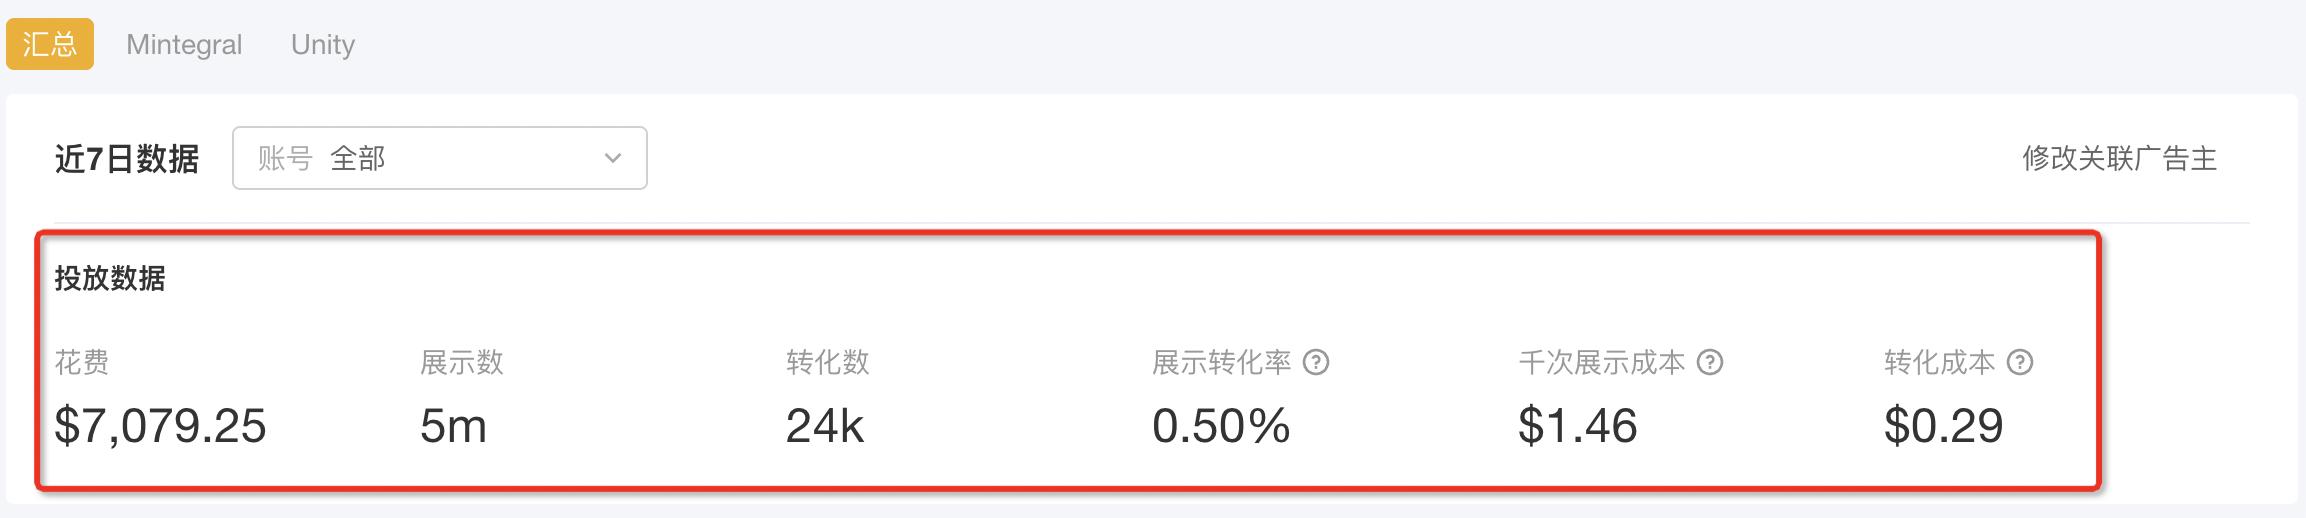 汇总 Mintegral Unity
近7日数据 账号 全部 修改关联广告主
投放数据
花费 展示数 转化数 展示转化率 ? 千次展示成本 ? 转化成本 ?
$7,079.25 5m 24k 0.50% $1.46 $0.29